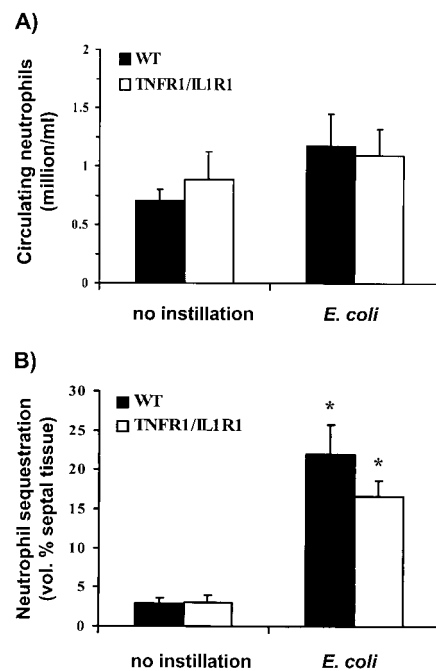 A)
WT
TNFR1/IL1R1
Circulating neutrophils
(million/ml)
2
1.5
1
0.5
0
no instillation
E. coli
B)
WT
TNFR1/IL1R1
Neutrophil sequestration
(vol. % septal tissue)
30
25
20
15
10
5
0
*
*
no instillation
E. coli